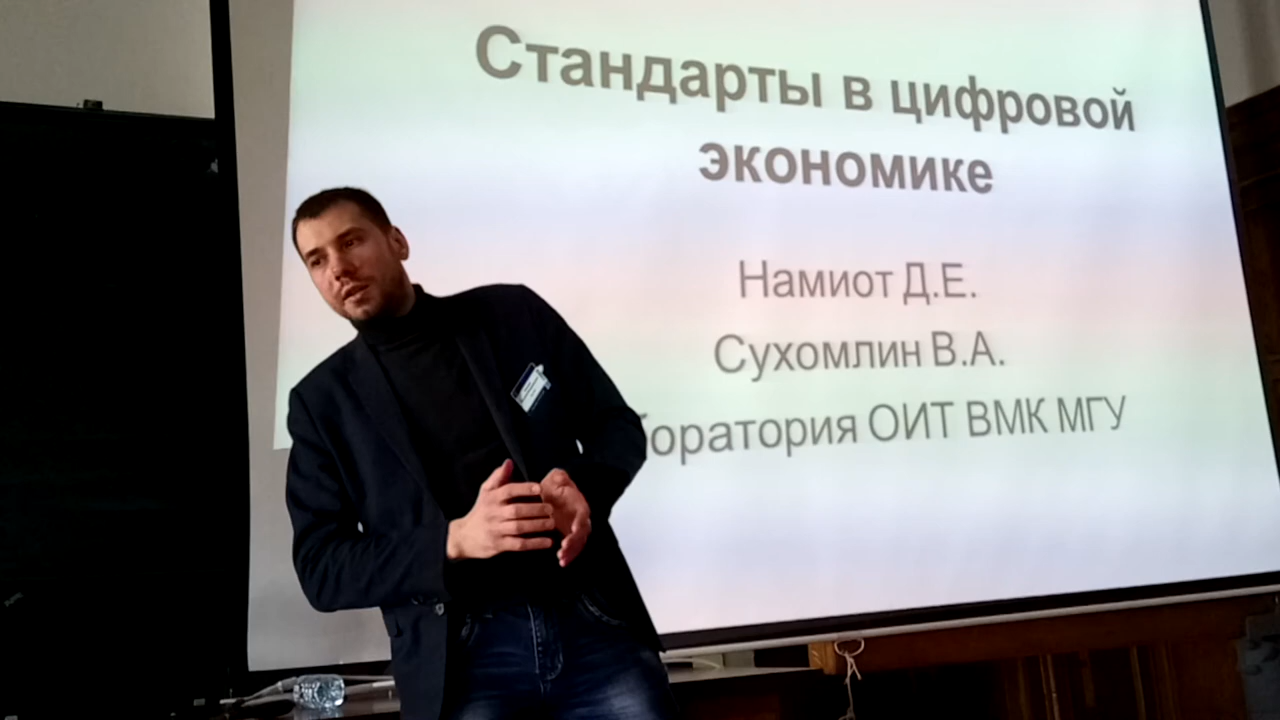 Стандарты в цифровой
экономике
Намиот Д.Е.
Сухомлин В.А.
боратория ОИТ ВМК МГУ